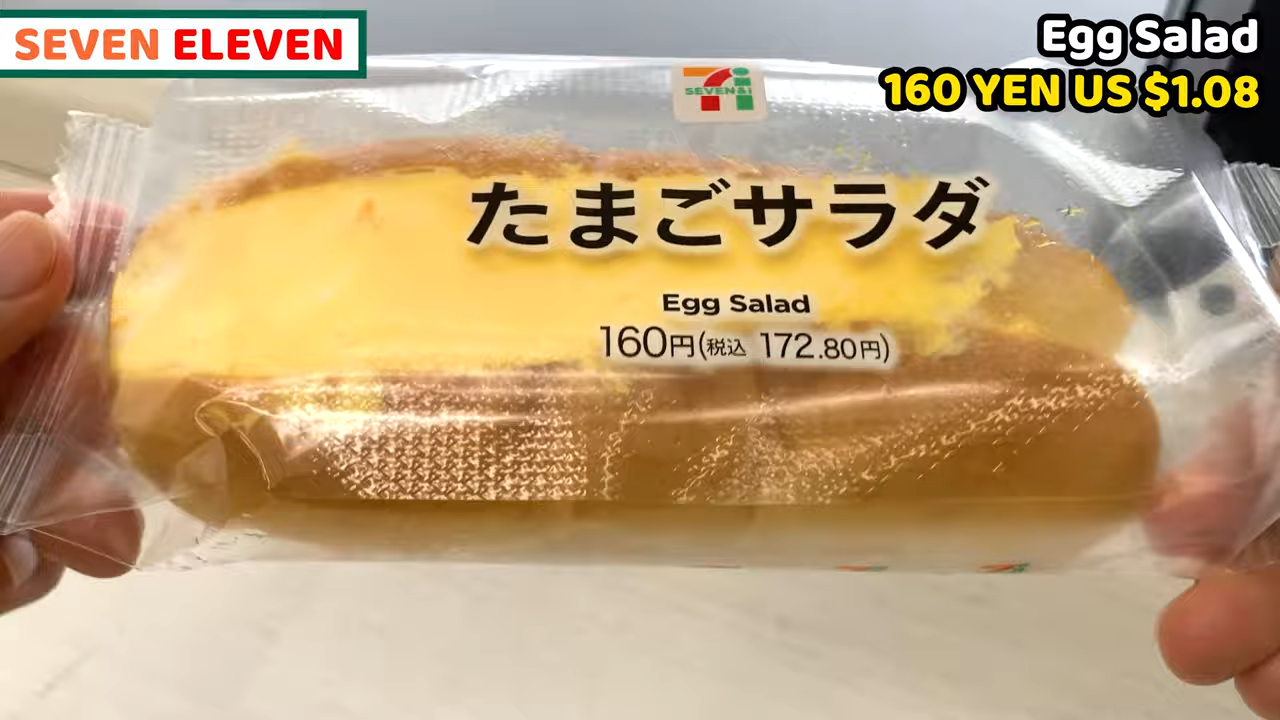 SEVEN ELEVEN
Egg Salad
160 YEN US $1.08
SEVEN&i
たまごサラダ
Egg Salad
160円(税込 172.80円)